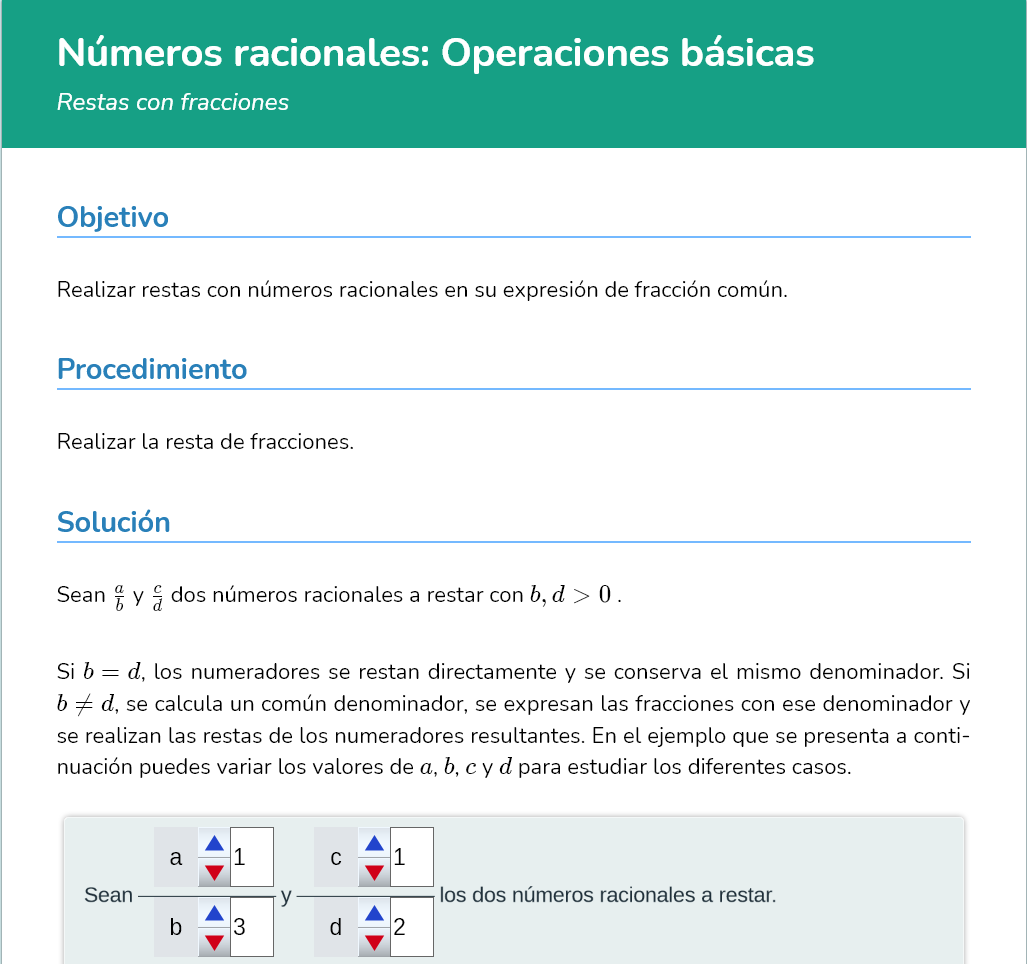 Números racionales: Operaciones básicas
Restas con fracciones
Objetivo
Realizar restas con números racionales en su expresión de fracción común.
Procedimiento
Realizar la resta de fracciones.
Solución
Sean a/b y c/d dos números racionales a restar con b, d > 0 .
Si b = d, los numeradores se restan directamente y se conserva el mismo denominador. Si
b ≠ d, se calcula un común denominador, se expresan las fracciones con ese denominador y
se realizan las restas de los numeradores resultantes. En el ejemplo que se presenta a conti-
nuación puedes variar los valores de a, b, c y d para estudiar los diferentes casos.
a 1 c 1
Sean y los dos números racionales a restar.
b 3 d 2